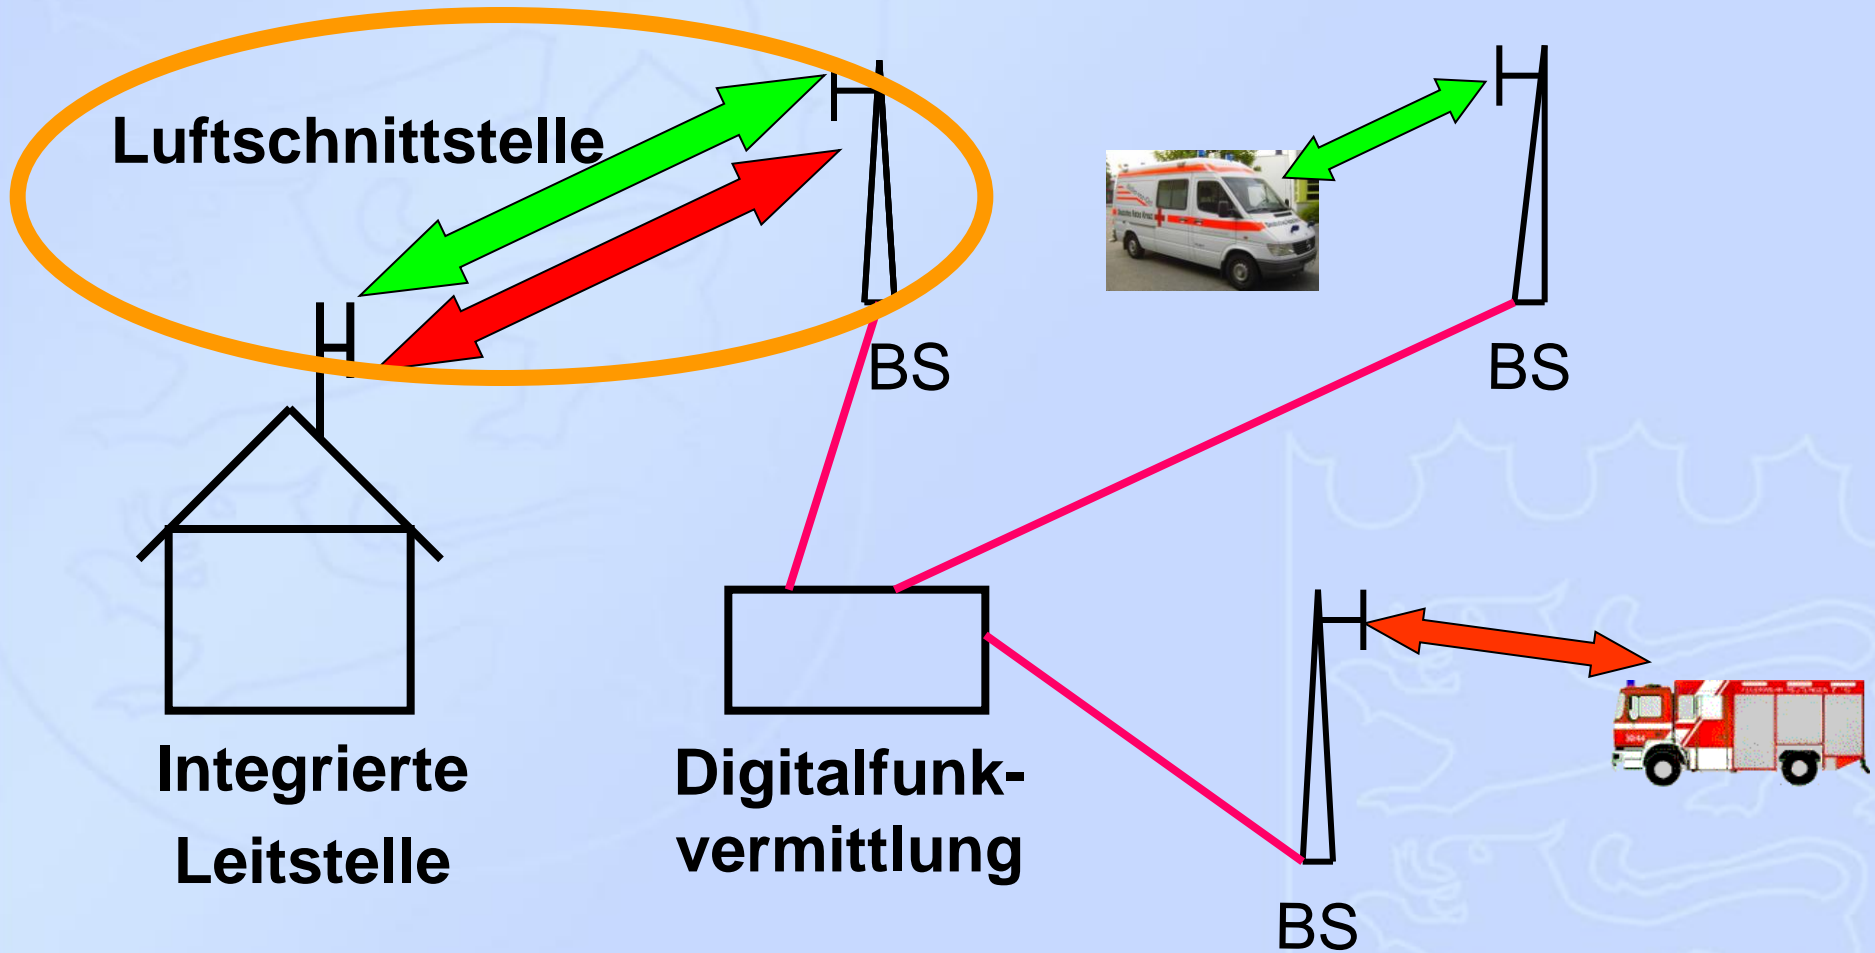 Luftschnittstelle
BS
BS
Integrierte
Leitstelle
Digitalfunk-
vermittlung
BS